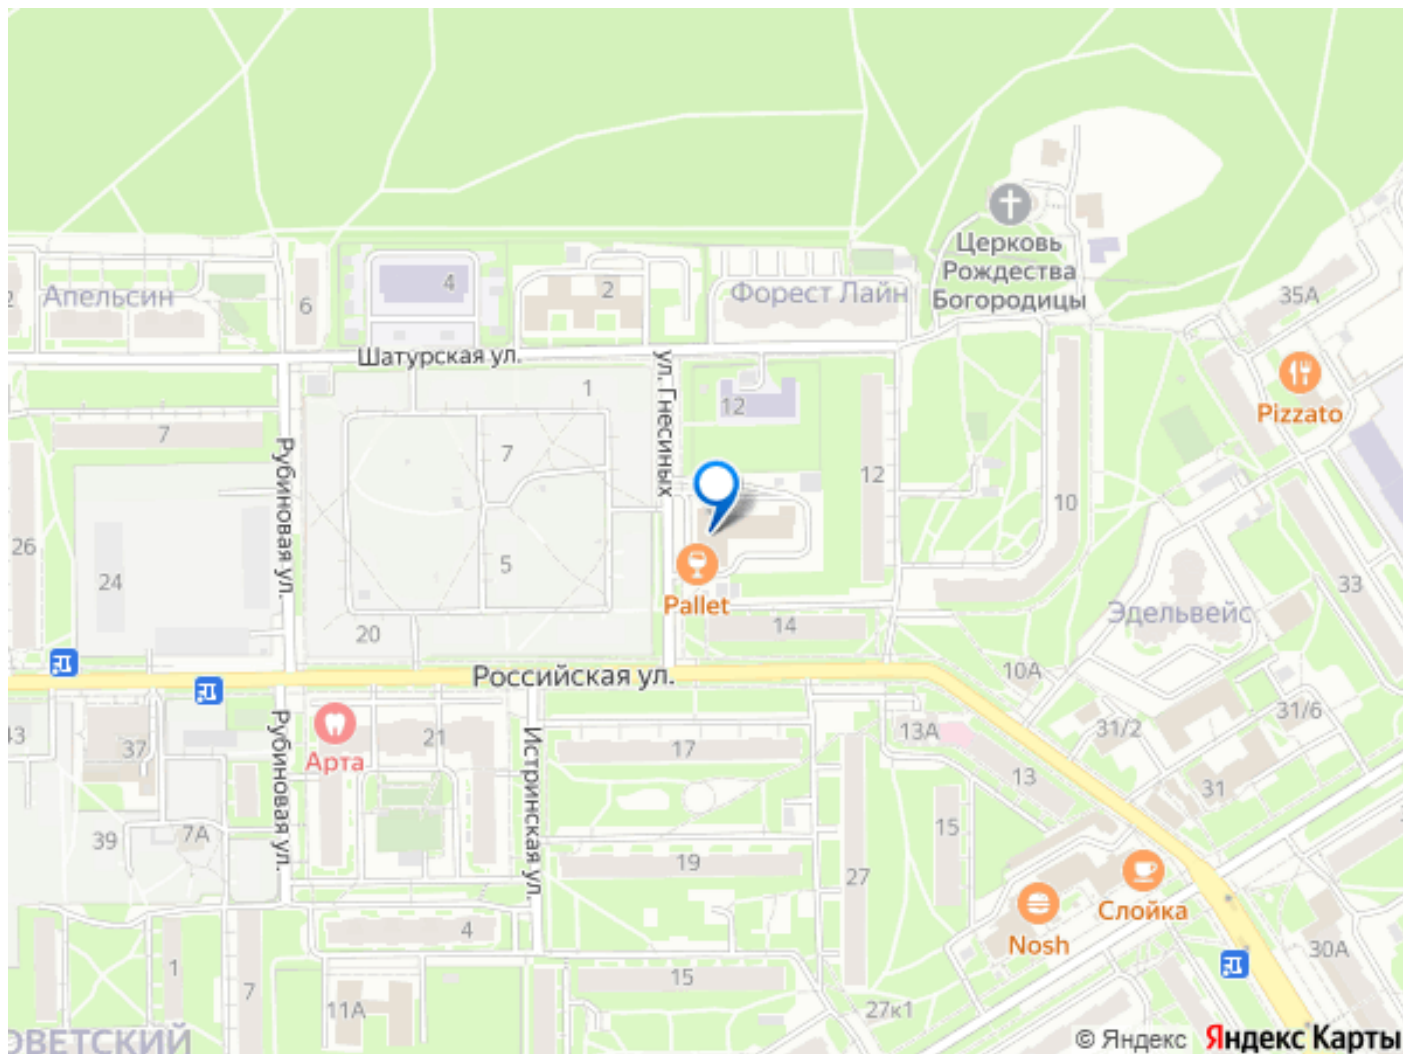 Церковь
Рождества
Богородицы
Апельсин
4
2
Форест Лайн
35А
2
6
Шатурская ул.
ул. Гнесиных
1
12
Pizzato
7
7
Рубиновая ул.
12
10
26
24
5
33
Pallet
14
Эдельвейс
20
Российская ул.
10А
31/6
31/2
13А
43
37
Рубиновая ул.
Арта
21
Истринская ул.
17
13
31
39
7А
15
19
27
Слойка
Nosh
4
30А
1
7
11А
15
27к1
ОВЕТСКИЙ
© Яндекс Яндекс Карты